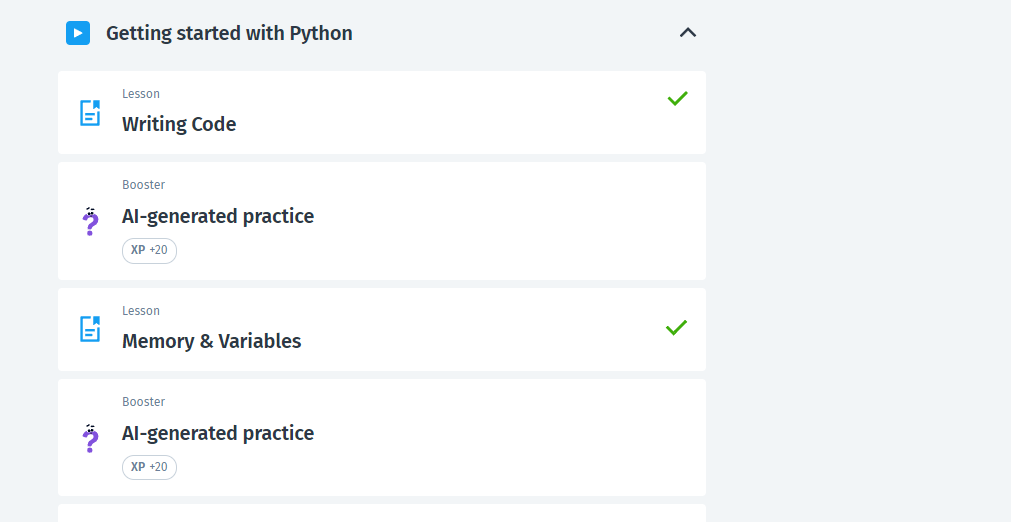 Getting started with Python
Lesson
Writing Code
Booster
AI-generated practice
XP +20
Lesson
Memory & Variables
Booster
AI-generated practice
XP +20